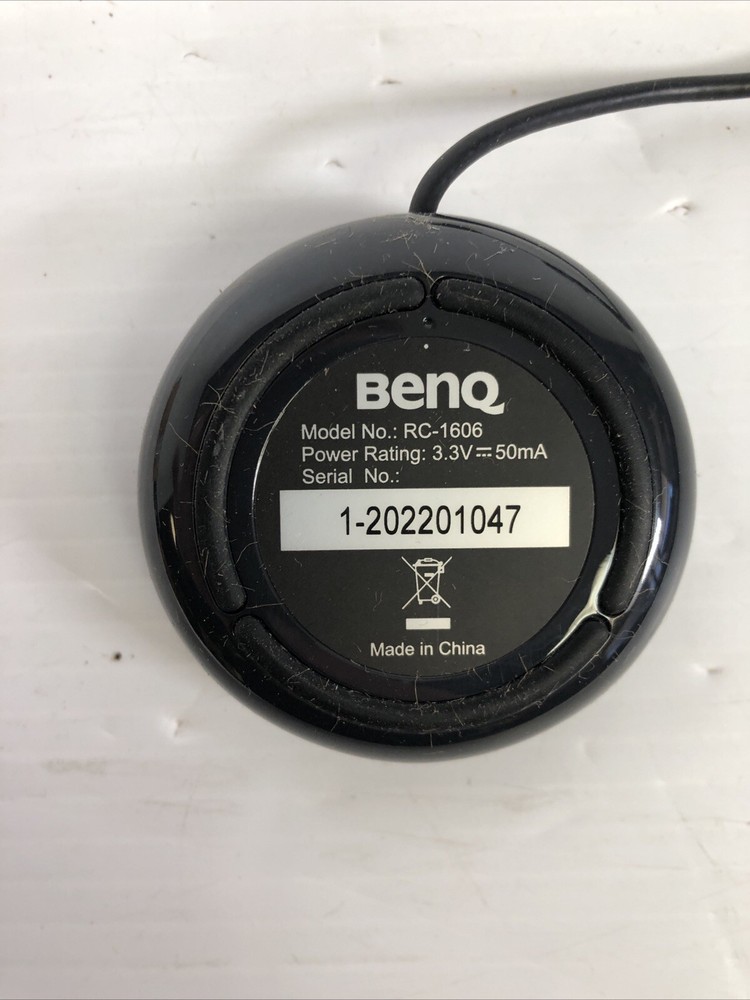 BenQ
Model No.: RC-1606
Power Rating: 3.3V⎓50mA
Serial No.:
1-202201047
Made in China